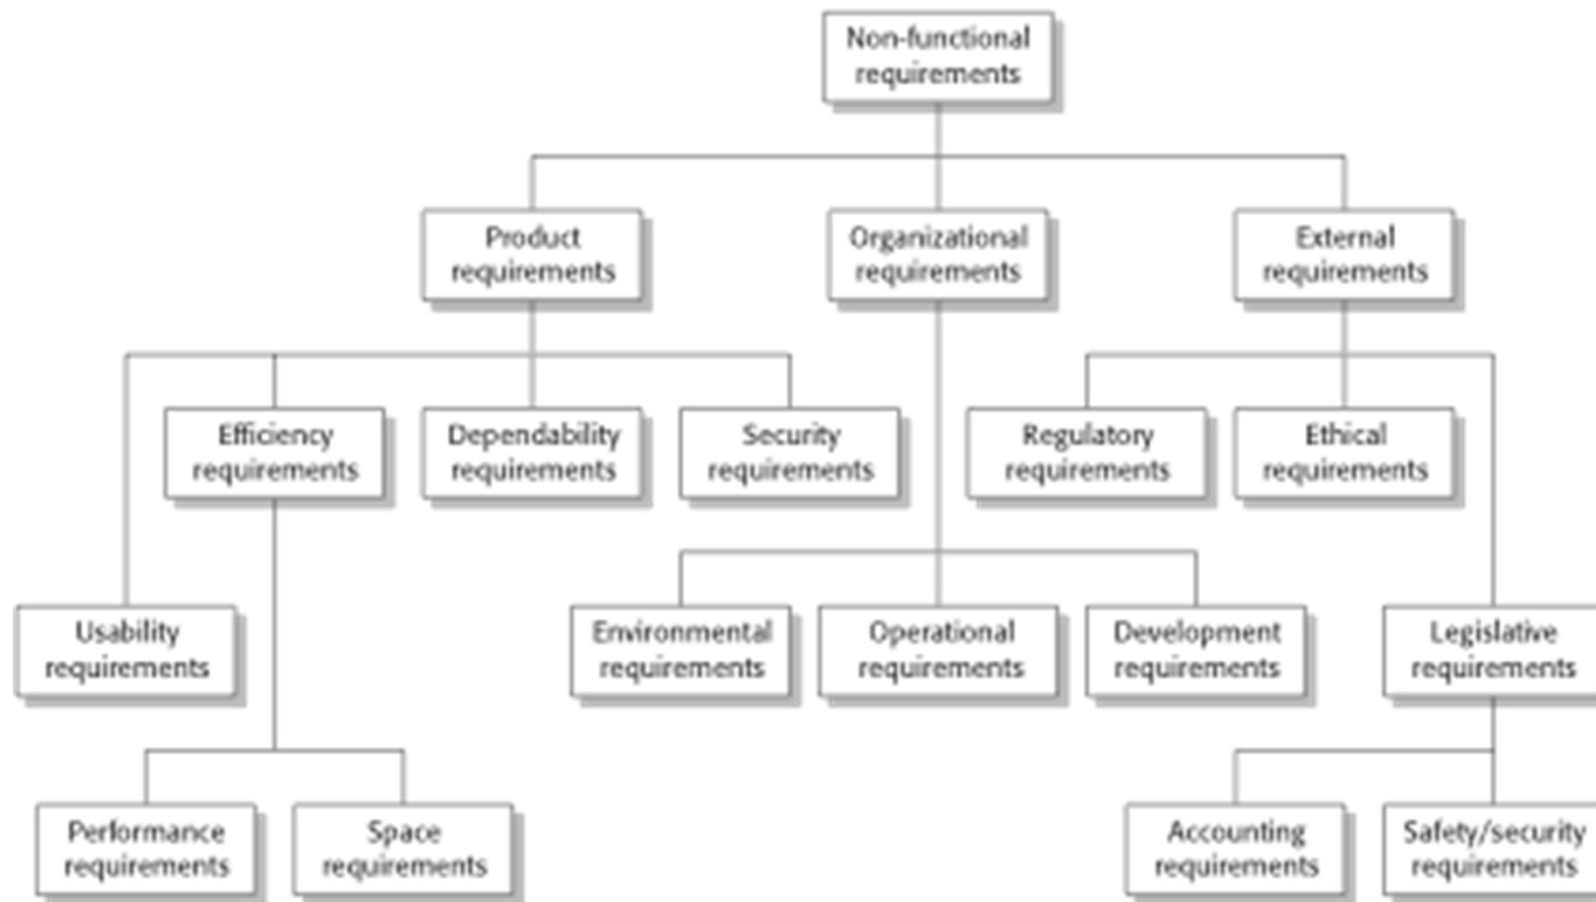 Non-functional
requirements
Product
requirements
Organizational
requirements
External
requirements
Efficiency
requirements
Dependability
requirements
Security
requirements
Regulatory
requirements
Ethical
requirements
Usability
requirements
Environmental
requirements
Operational
requirements
Development
requirements
Legislative
requirements
Performance
requirements
Space
requirements
Accounting
requirements
Safety/security
requirements